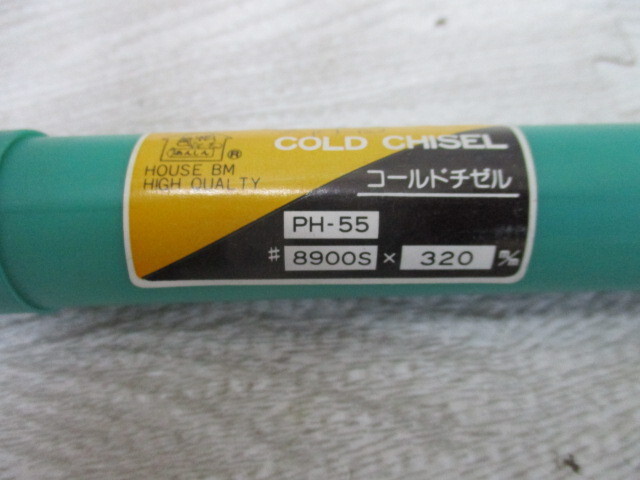 COLD CHISEL
®
HOUSE BM
HIGH QUALTY
コールドチゼル
PH-55
# 8900S × 320 m/m